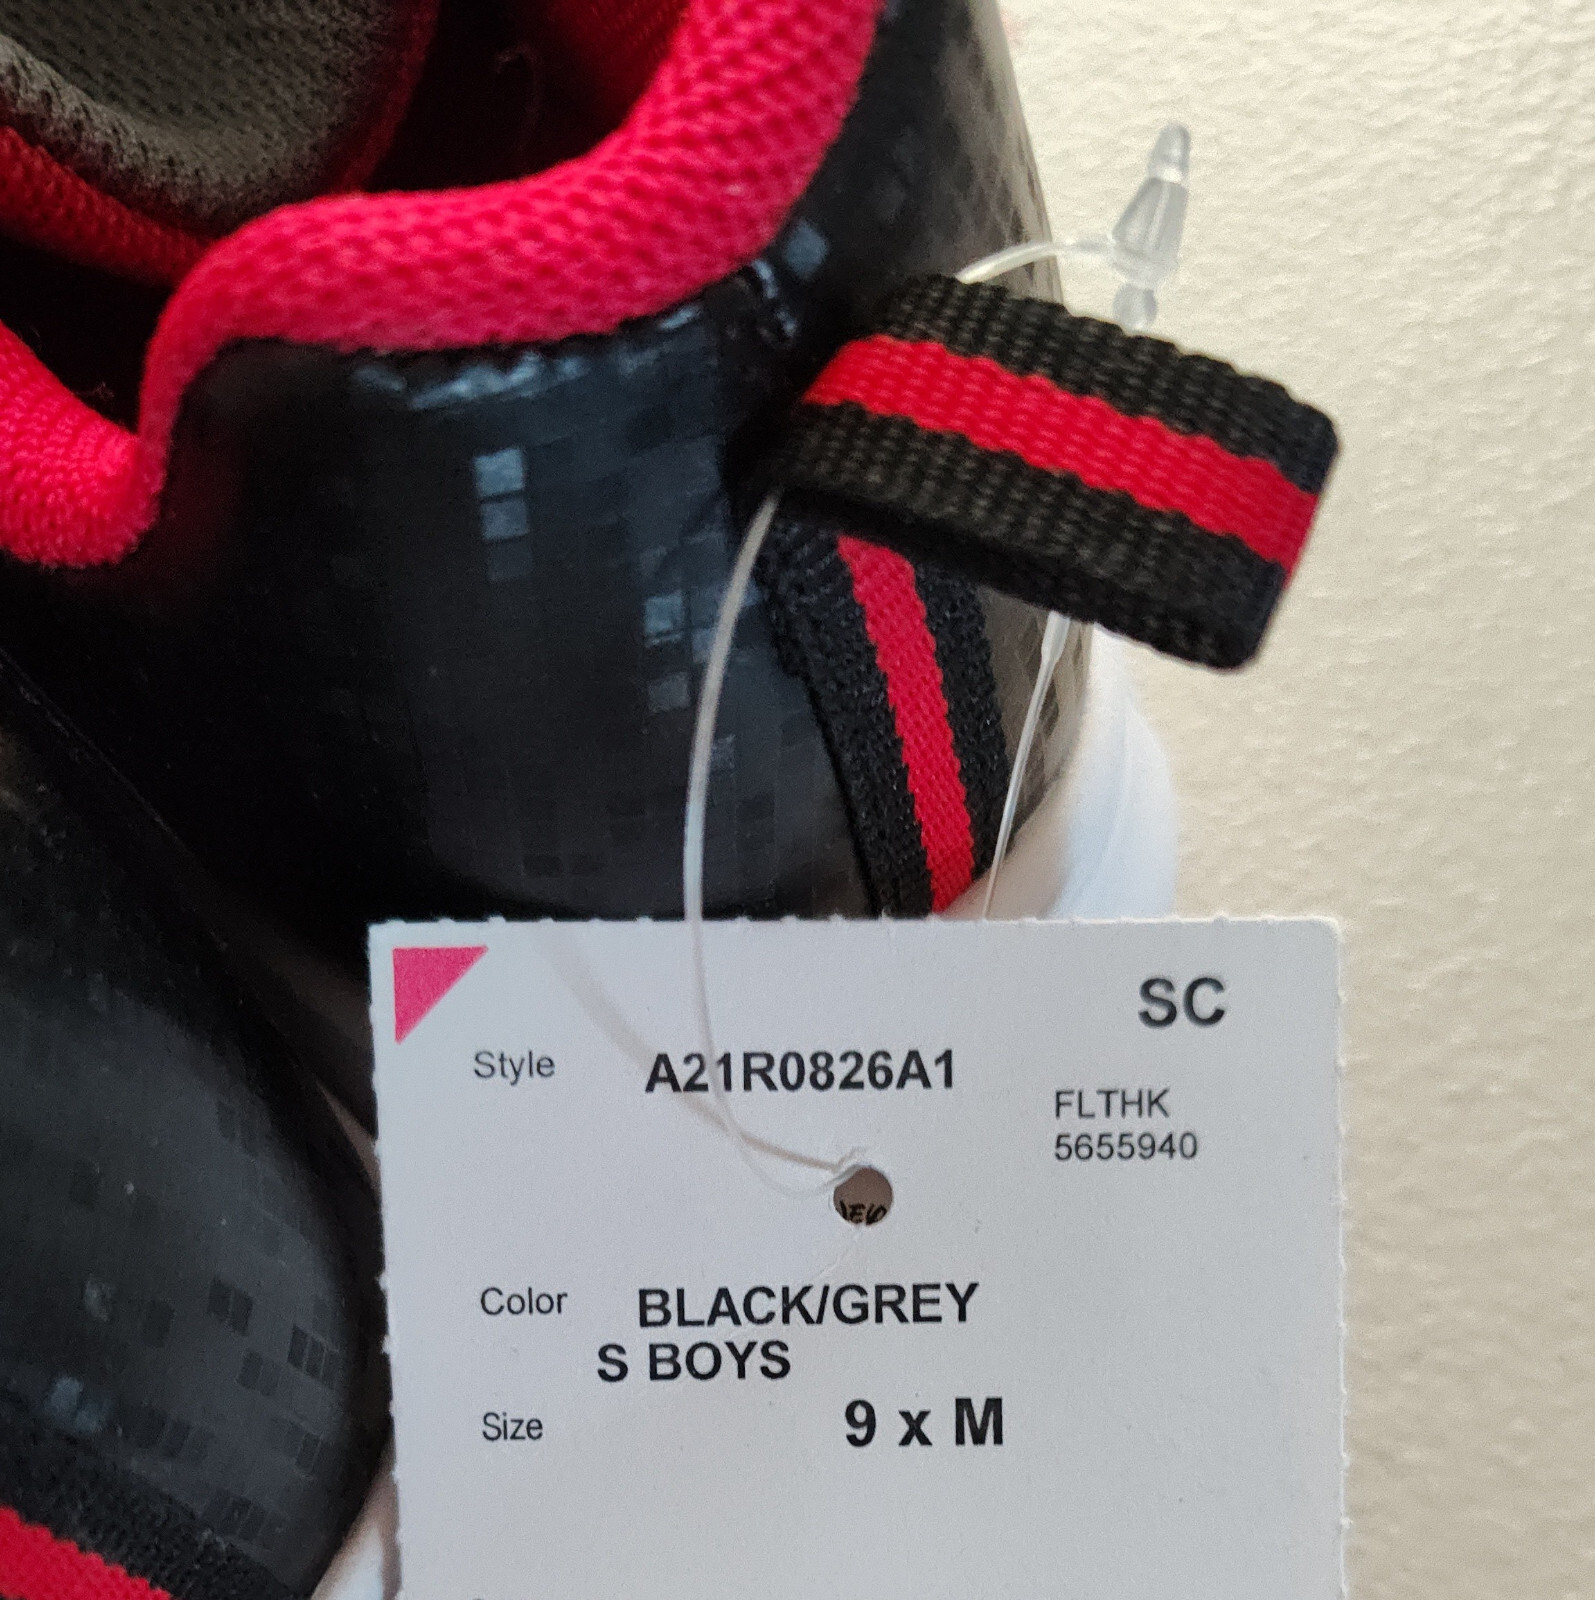 SC
Style A21R0826A1
FLTHK
5655940
Color BLACK/GREY
S BOYS
Size 9 x M